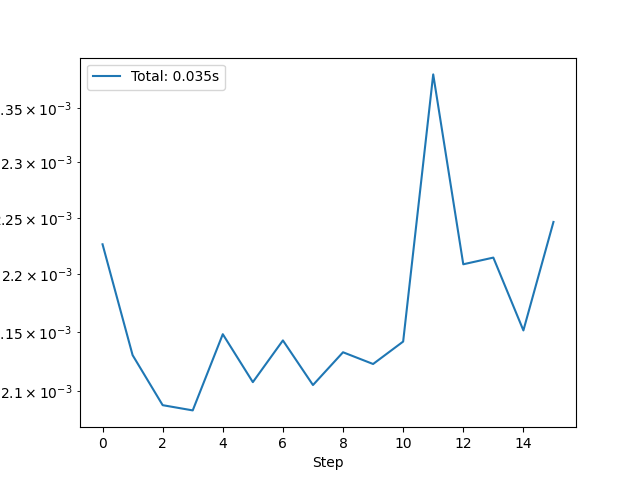 Total: 0.035s
.35 × 10⁻³
2.3 × 10⁻³
.25 × 10⁻³
2.2 × 10⁻³
.15 × 10⁻³
2.1 × 10⁻³
0 2 4 6 8 10 12 14
Step